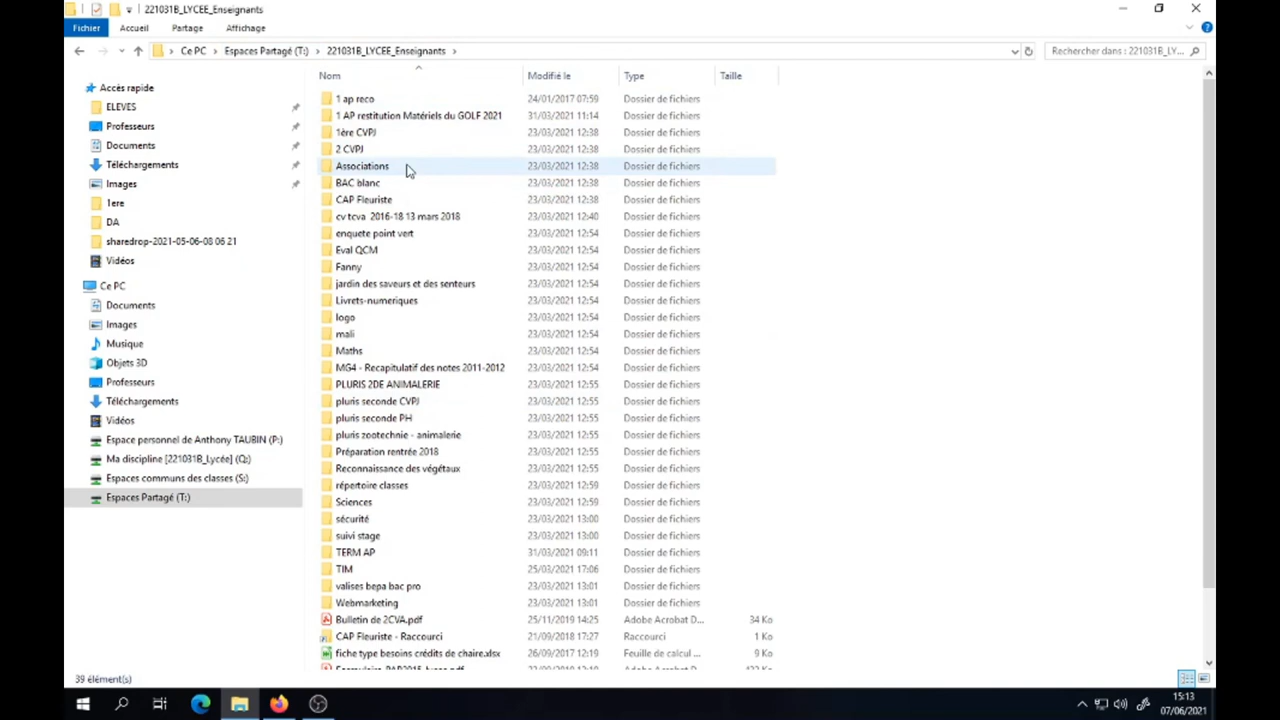 221031B_LYCEE_Enseignants
Fichier Accueil Partage Affichage
Ce PC > Espaces Partagé (T:) > 221031B_LYCEE_Enseignants >
Rechercher dans : 221031B_LY...
Nom Modifié le Type Taille
Accès rapide
ELEVES
Professeurs
Documents
Téléchargements
Images
1ere
DA
sharedrop-2021-05-06-08 06 21
Vidéos
Ce PC
Documents
Images
Musique
Objets 3D
Professeurs
Téléchargements
Vidéos
Espace personnel de Anthony TAUBIN (P:)
Ma discipline [221031B_Lycée] (Q:)
Espaces communs des classes (S:)
Espaces Partagé (T:)
1 ap reco 24/01/2017 07:59 Dossier de fichiers
1 AP restitution Matériels du GOLF 2021 31/03/2021 11:14 Dossier de fichiers
1ère CVPJ 23/03/2021 12:38 Dossier de fichiers
2 CVPJ 23/03/2021 12:38 Dossier de fichiers
Associations 23/03/2021 12:38 Dossier de fichiers
BAC blanc 23/03/2021 12:38 Dossier de fichiers
CAP Fleuriste 23/03/2021 12:38 Dossier de fichiers
cv tcva 2016-18 13 mars 2018 23/03/2021 12:40 Dossier de fichiers
enquete point vert 23/03/2021 12:54 Dossier de fichiers
Eval QCM 23/03/2021 12:54 Dossier de fichiers
Fanny 23/03/2021 12:54 Dossier de fichiers
jardin des saveurs et des senteurs 23/03/2021 12:54 Dossier de fichiers
Livrets-numeriques 23/03/2021 12:54 Dossier de fichiers
logo 23/03/2021 12:54 Dossier de fichiers
mali 23/03/2021 12:54 Dossier de fichiers
Maths 23/03/2021 12:54 Dossier de fichiers
MG4 - Recapitulatif des notes 2011-2012 23/03/2021 12:54 Dossier de fichiers
PLURIS 2DE ANIMALERIE 23/03/2021 12:55 Dossier de fichiers
pluris seconde CVPJ 23/03/2021 12:55 Dossier de fichiers
pluris seconde PH 23/03/2021 12:55 Dossier de fichiers
pluris zootechnie - animalerie 23/03/2021 12:55 Dossier de fichiers
Préparation rentrée 2018 23/03/2021 12:55 Dossier de fichiers
Reconnaissance des végétaux 23/03/2021 12:55 Dossier de fichiers
répertoire classes 23/03/2021 12:59 Dossier de fichiers
Sciences 23/03/2021 12:59 Dossier de fichiers
sécurité 23/03/2021 13:00 Dossier de fichiers
suivi stage 23/03/2021 13:00 Dossier de fichiers
TERM AP 31/03/2021 09:11 Dossier de fichiers
TIM 25/03/2021 17:06 Dossier de fichiers
valises bepa bac pro 23/03/2021 13:01 Dossier de fichiers
Webmarketing 23/03/2021 13:01 Dossier de fichiers
Bulletin de 2CVA.pdf 25/11/2019 14:25 Adobe Acrobat D... 34 Ko
CAP Fleuriste - Raccourci 21/09/2018 17:27 Raccourci 1 Ko
fiche type besoins crédits de chaire.xlsx 26/09/2017 12:19 Feuille de calcul ... 9 Ko
39 élément(s)
15:13
07/06/2021